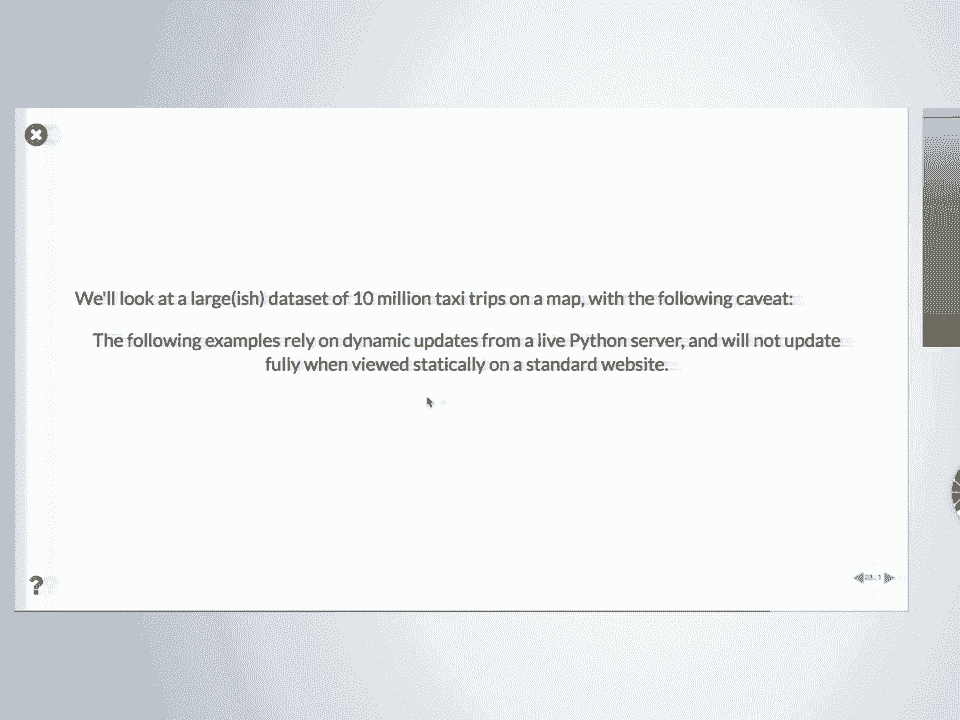 We'll look at a large(ish) dataset of 10 million taxi trips on a map, with the following caveat:
The following examples rely on dynamic updates from a live Python server, and will not update
fully when viewed statically on a standard website.
?
23.1